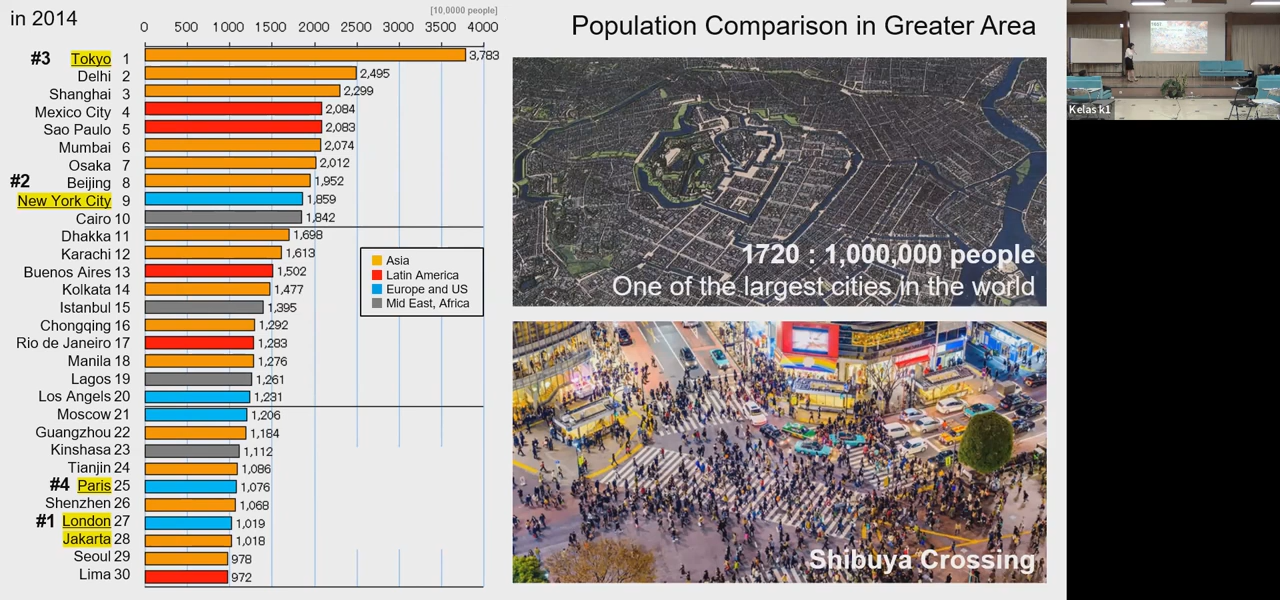 in 2014
[10,0000 people]
0 500 1000 1500 2000 2500 3000 3500 4000
#3 Tokyo 1 3,783
Delhi 2 2,495
Shanghai 3 2,299
Mexico City 4 2,084
Sao Paulo 5 2,083
Mumbai 6 2,074
Osaka 7 2,012
#2 Beijing 8 1,952
New York City 9 1,859
Cairo 10 1,842
Dhakka 11 1,698
Karachi 12 1,613
Buenos Aires 13 1,502
Kolkata 14 1,477
Istanbul 15 1,395
Chongqing 16 1,292
Rio de Janeiro 17 1,283
Manila 18 1,276
Lagos 19 1,261
Los Angels 20 1,231
Moscow 21 1,206
Guangzhou 22 1,184
Kinshasa 23 1,112
Tianjin 24 1,086
#4 Paris 25 1,076
Shenzhen 26 1,068
#1 London 27 1,019
Jakarta 28 1,018
Seoul 29 978
Lima 30 972
Asia
Latin America
Europe and US
Mid East, Africa
Population Comparison in Greater Area
1720 : 1,000,000 people
One of the largest cities in the world
Shibuya Crossing
Kelas k1